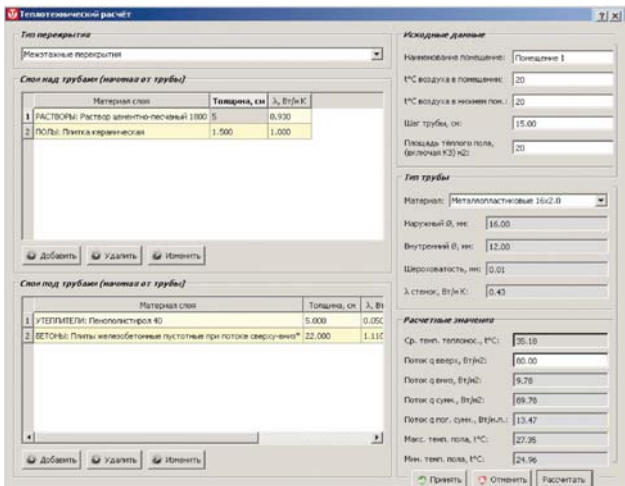 Теплотехнический расчёт
Тип перекрытия
Межэтажные перекрытия
Слои над трубами (начиная от трубы)
Материал слоя Толщина, см λ, Вт/м К
1 РАСТВОРЫ: Раствор цементно-песчаный 1800 5 0.930
2 ПОЛЫ: Плитка керамическая 1.500 1.000
Добавить Удалить Изменить
Слои под трубами (начиная от трубы)
Материал слоя Толщина, см λ, Вт
1 УТЕПЛИТЕЛИ: Пенополистирол 40 5.000 0.050
2 БЕТОНЫ: Плиты железобетонные пустотные при потоке сверху-вниз* 22.000 1.110
Добавить Удалить Изменить
Исходные данные
Наименование помещения: Помещение 1
t°C воздуха в помещении: 20
t°C воздуха в нижнем пом.: 20
Шаг трубы, см: 15.00
Площадь тёплого пола,
(включая КЗ) м2: 20
Тип трубы
Материал: Металлопластиковые 16x2.0
Наружный Ø, мм: 16.00
Внутренний Ø, мм: 12.00
Шероховатость, мм: 0.01
λ стенок, Вт/м К: 0.43
Расчетные значения
Ср. темп. теплонос., t°C: 35.18
Поток q вверх, Вт/м2: 80.00
Поток q вниз, Вт/м2: 9.78
Поток q сумм., Вт/м2: 89.78
Поток q пог. сумм., Вт/м.п.: 13.47
Макс. темп. пола, t°C: 27.35
Мин. темп. пола, t°C: 24.96
Принять Отменить Рассчитать